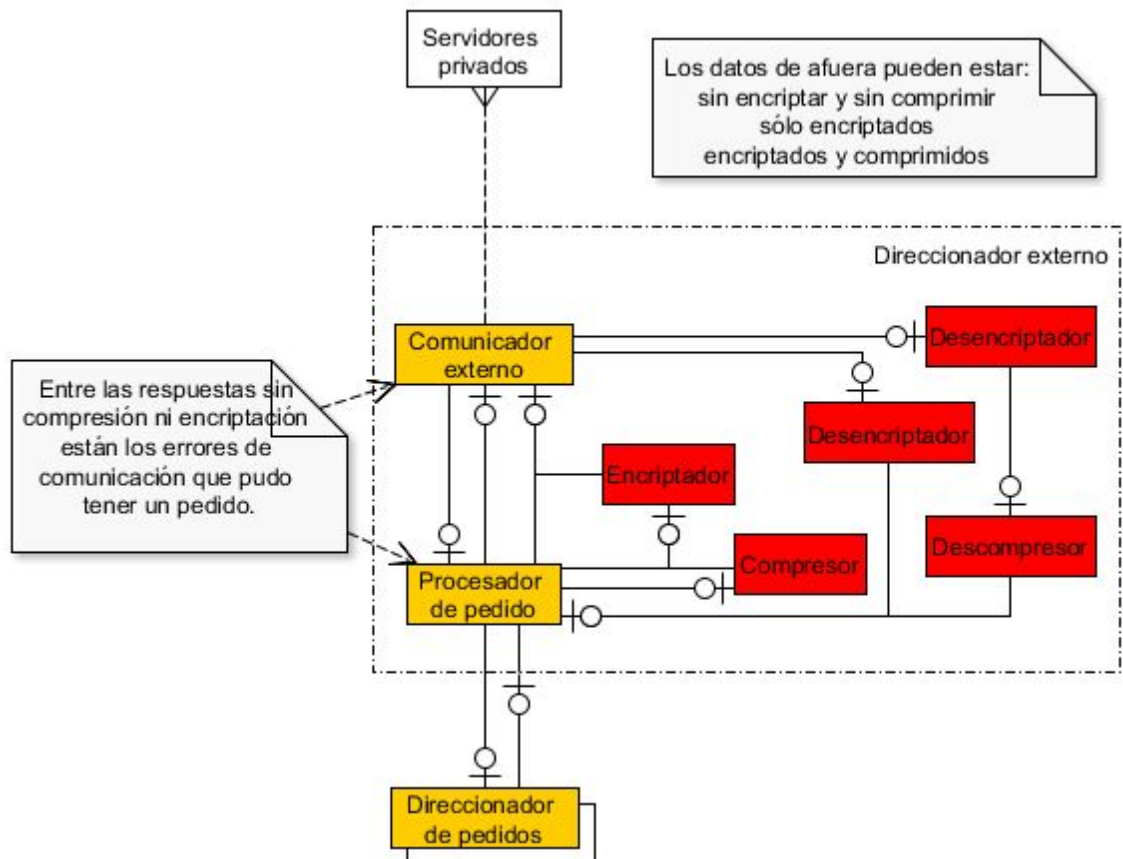 Servidores
privados
Los datos de afuera pueden estar:
sin encriptar y sin comprimir
sólo encriptados
encriptados y comprimidos
Direccionador externo
Comunicador
externo
Desencriptador
Entre las respuestas sin
compresión ni encriptación
están los errores de
comunicación que pudo
tener un pedido.
Desencriptador
Encriptador
Compresor
Descompresor
Procesador
de pedido
Direccionador
de pedidos